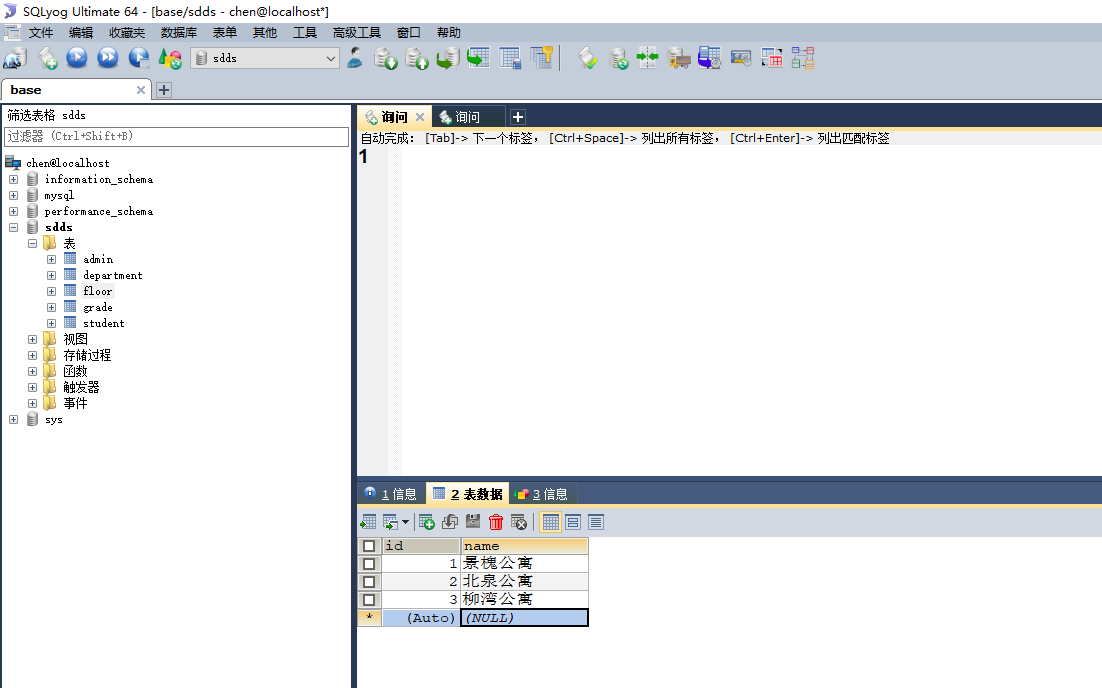 SQLyog Ultimate 64 - [base/sdds - chen@localhost*]
文件 编辑 收藏夹 数据库 表单 其他 工具 高级工具 窗口 帮助
sdds
base
筛选表格 sdds
过滤器 (Ctrl+Shift+B)
chen@localhost
information_schema
mysql
performance_schema
sdds
表
admin
department
floor
grade
student
视图
存储过程
函数
触发器
事件
sys
询问 询问
自动完成: [Tab]-> 下一个标签, [Ctrl+Space]-> 列出所有标签, [Ctrl+Enter]-> 列出匹配标签
1
1 信息 2 表数据 3 信息
id name
1 景槐公寓
2 北泉公寓
3 柳湾公寓
* (Auto) (NULL)